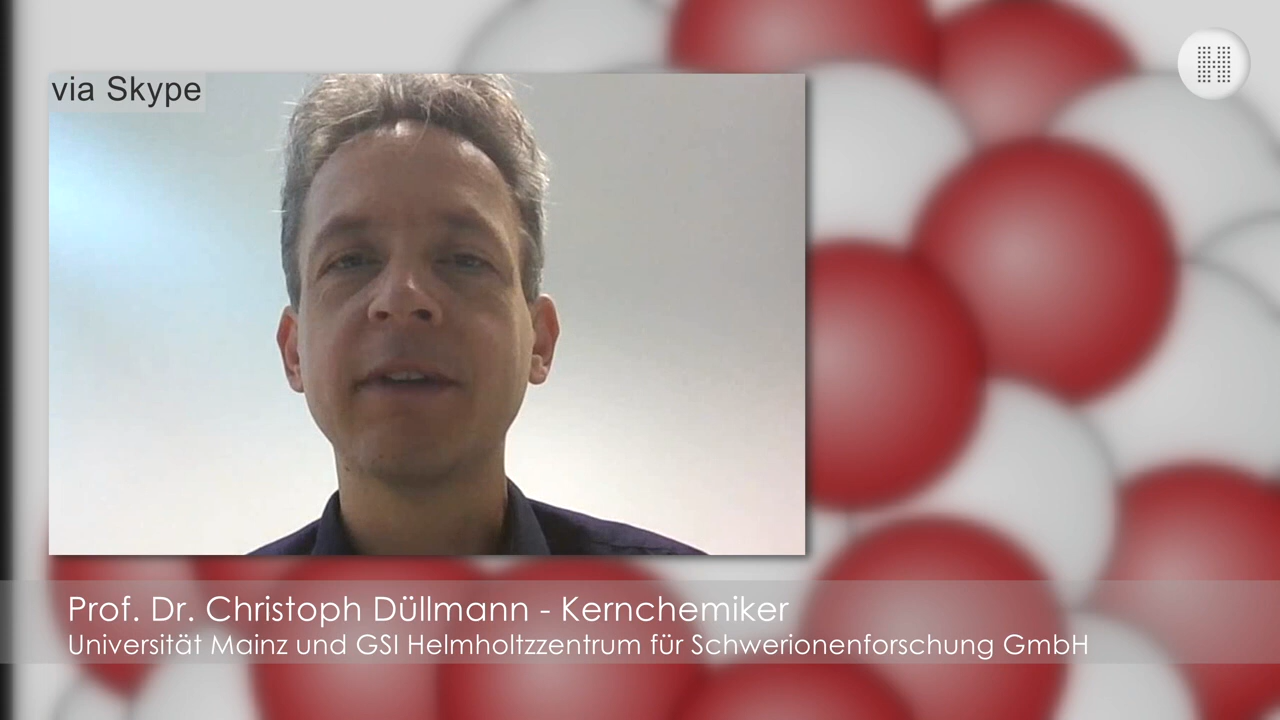 via Skype
H
Prof. Dr. Christoph Düllmann - Kernchemiker
Universität Mainz und GSI Helmholtzzentrum für Schwerionenforschung GmbH